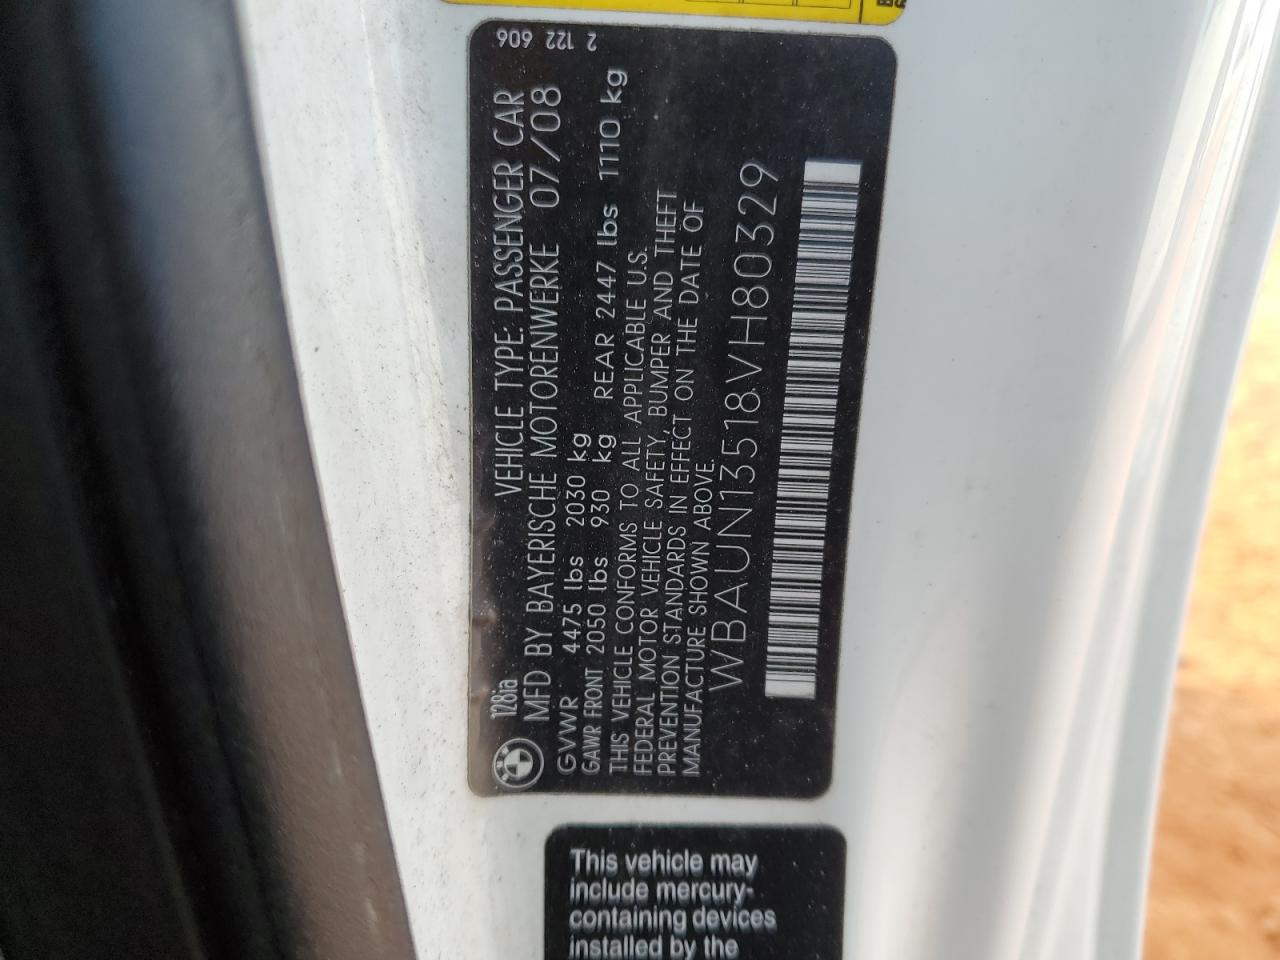 128ia VEHICLE TYPE: PASSENGER CAR
MFD BY BAYERISCHE MOTORENWERKE 07/08
GVWR 4475 lbs 2030 kg
GAWR FRONT 2050 lbs 930 kg REAR 2447 lbs 1110 kg
THIS VEHICLE CONFORMS TO ALL APPLICABLE U.S.
FEDERAL MOTOR VEHICLE SAFETY, BUMPER AND THEFT
PREVENTION STANDARDS IN EFFECT ON THE DATE OF
MANUFACTURE SHOWN ABOVE.
WBAUN13518VH80329
2 122 606
This vehicle may
include mercury-
containing devices
installed by the